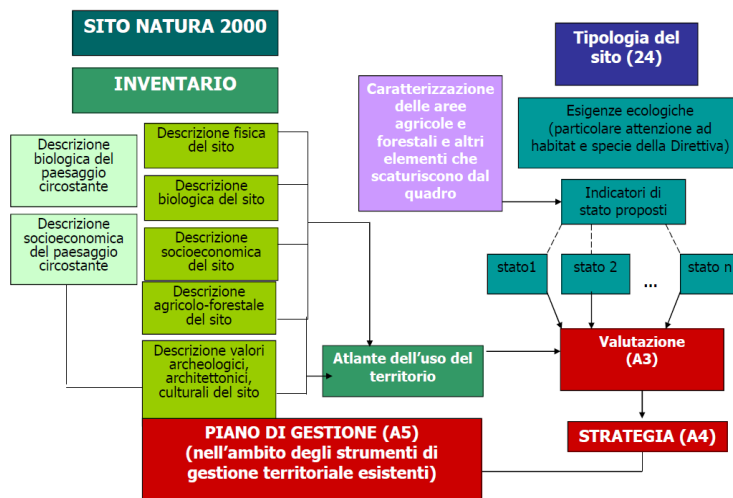 SITO NATURA 2000
INVENTARIO
Descrizione
biologica del
paesaggio
circostante
Descrizione
socioeconomica
del paesaggio
circostante
Descrizione fisica
del sito
Descrizione
biologica del sito
Descrizione
socioeconomica
del sito
Descrizione
agricolo-forestale
del sito
Descrizione valori
archeologici,
architettonici,
culturali del sito
Caratterizzazione
delle aree
agricole e
forestali e altri
elementi che
scaturiscono dal
quadro
Tipologia del
sito (24)
Esigenze ecologiche
(particolare attenzione ad
habitat e specie della Direttiva)
Indicatori di
stato proposti
stato1
stato 2
...
stato n
Atlante dell'uso del
territorio
Valutazione
(A3)
STRATEGIA (A4)
PIANO DI GESTIONE (A5)
(nell'ambito degli strumenti di
gestione territoriale esistenti)